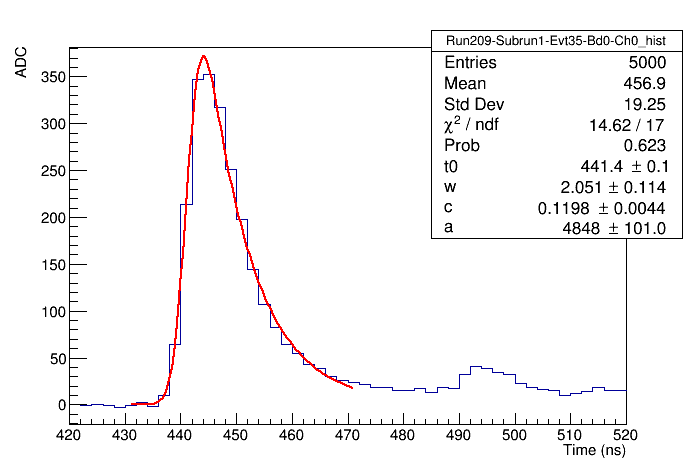 Run209-Subrun1-Evt35-Bd0-Ch0_hist
Entries 5000
Mean 456.9
Std Dev 19.25
χ² / ndf 14.62 / 17
Prob 0.623
t0 441.4 ± 0.1
w 2.051 ± 0.114
c 0.1198 ± 0.0044
a 4848 ± 101.0
ADC
350
300
250
200
150
100
50
0
420 430 440 450 460 470 480 490 500 510 520
Time (ns)